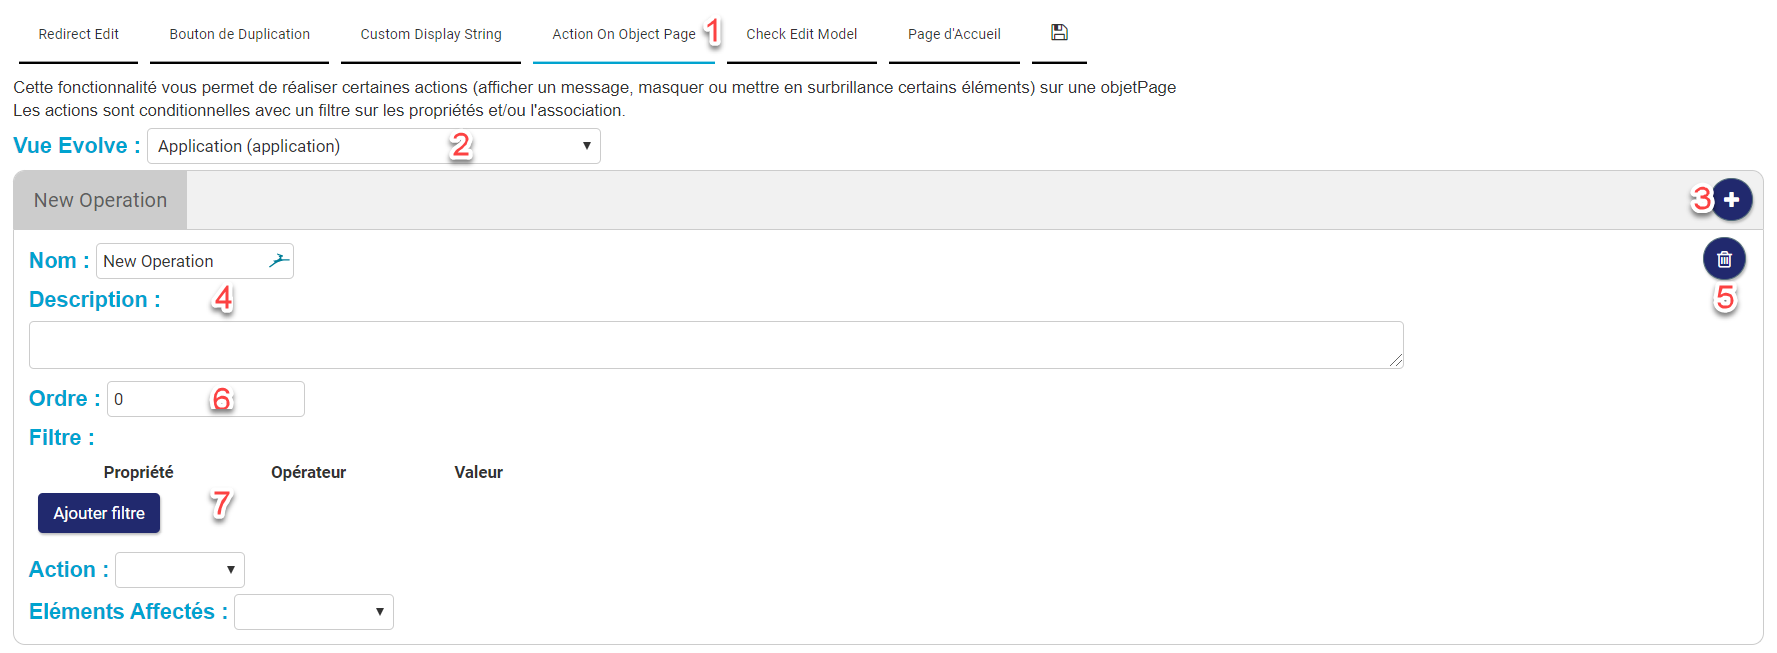 Redirect Edit Bouton de Duplication Custom Display String Action On Object Page 1 Check Edit Model Page d'Accueil
Cette fonctionnalité vous permet de réaliser certaines actions (afficher un message, masquer ou mettre en surbrillance certains éléments) sur une objetPage
Les actions sont conditionnelles avec un filtre sur les propriétés et/ou l'association.
Vue Evolve : Application (application) 2
New Operation 3
Nom : New Operation
Description : 4 5
Ordre : 0 6
Filtre :
Propriété Opérateur Valeur
Ajouter filtre 7
Action :
Eléments Affectés :